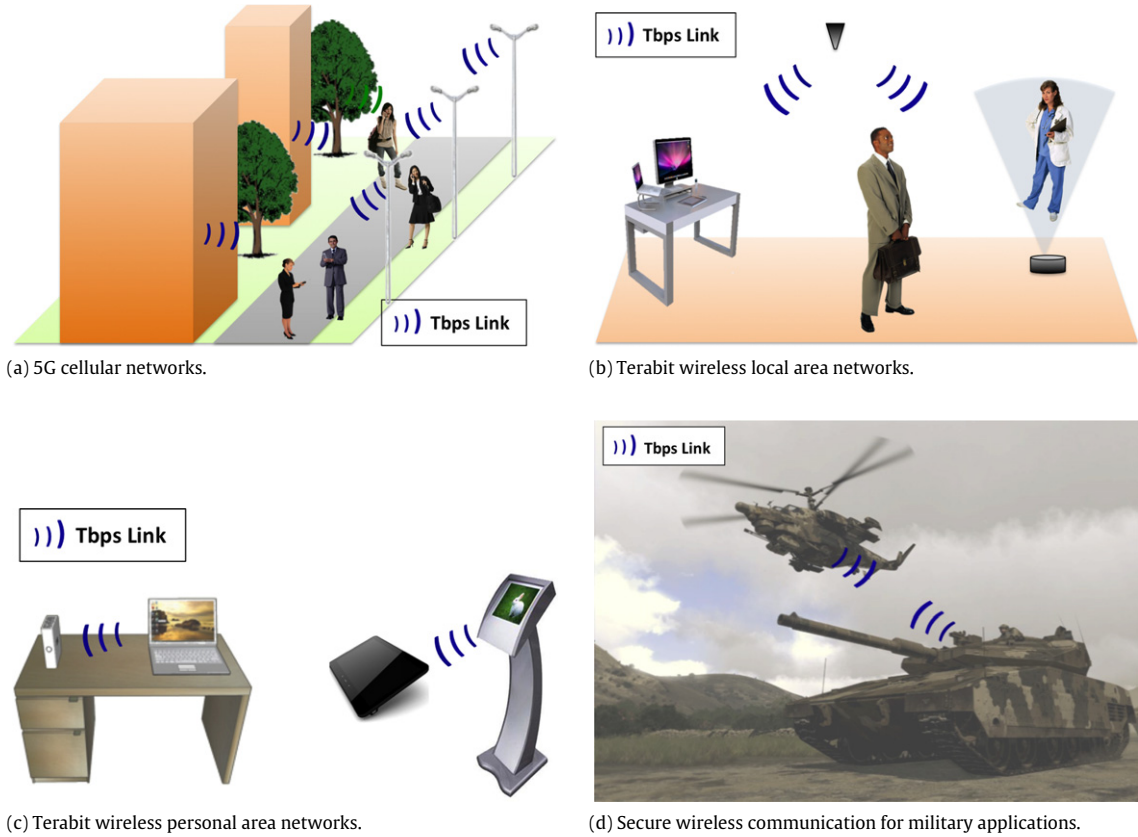 Tbps Link
(a) 5G cellular networks.
Tbps Link
(b) Terabit wireless local area networks.
Tbps Link
(c) Terabit wireless personal area networks.
Tbps Link
(d) Secure wireless communication for military applications.